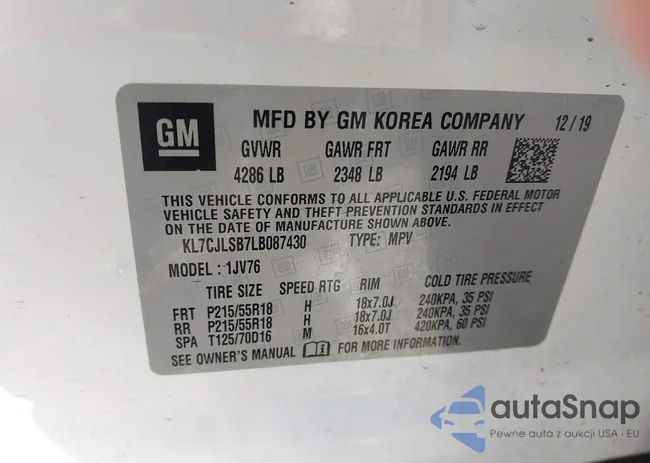 GM
MFD BY GM KOREA COMPANY 12/19
GVWR GAWR FRT GAWR RR
4286 LB 2348 LB 2194 LB
THIS VEHICLE CONFORMS TO ALL APPLICABLE U.S. FEDERAL MOTOR
VEHICLE SAFETY AND THEFT PREVENTION STANDARDS IN EFFECT
ON THE DATE OF MANUFACTURE SHOWN ABOVE.
KL7CJLSB7LB087430 TYPE: MPV
MODEL: 1JV76
TIRE SIZE SPEED RTG RIM COLD TIRE PRESSURE
FRT P215/55R18 H 18x7.0J 240KPA, 35 PSI
RR P215/55R18 H 18x7.0J 240KPA, 35 PSI
SPA T125/70D16 M 16x4.0T 420KPA, 60 PSI
SEE OWNER'S MANUAL FOR MORE INFORMATION.
autaSnap
Pewne auta z aukcji USA i EU